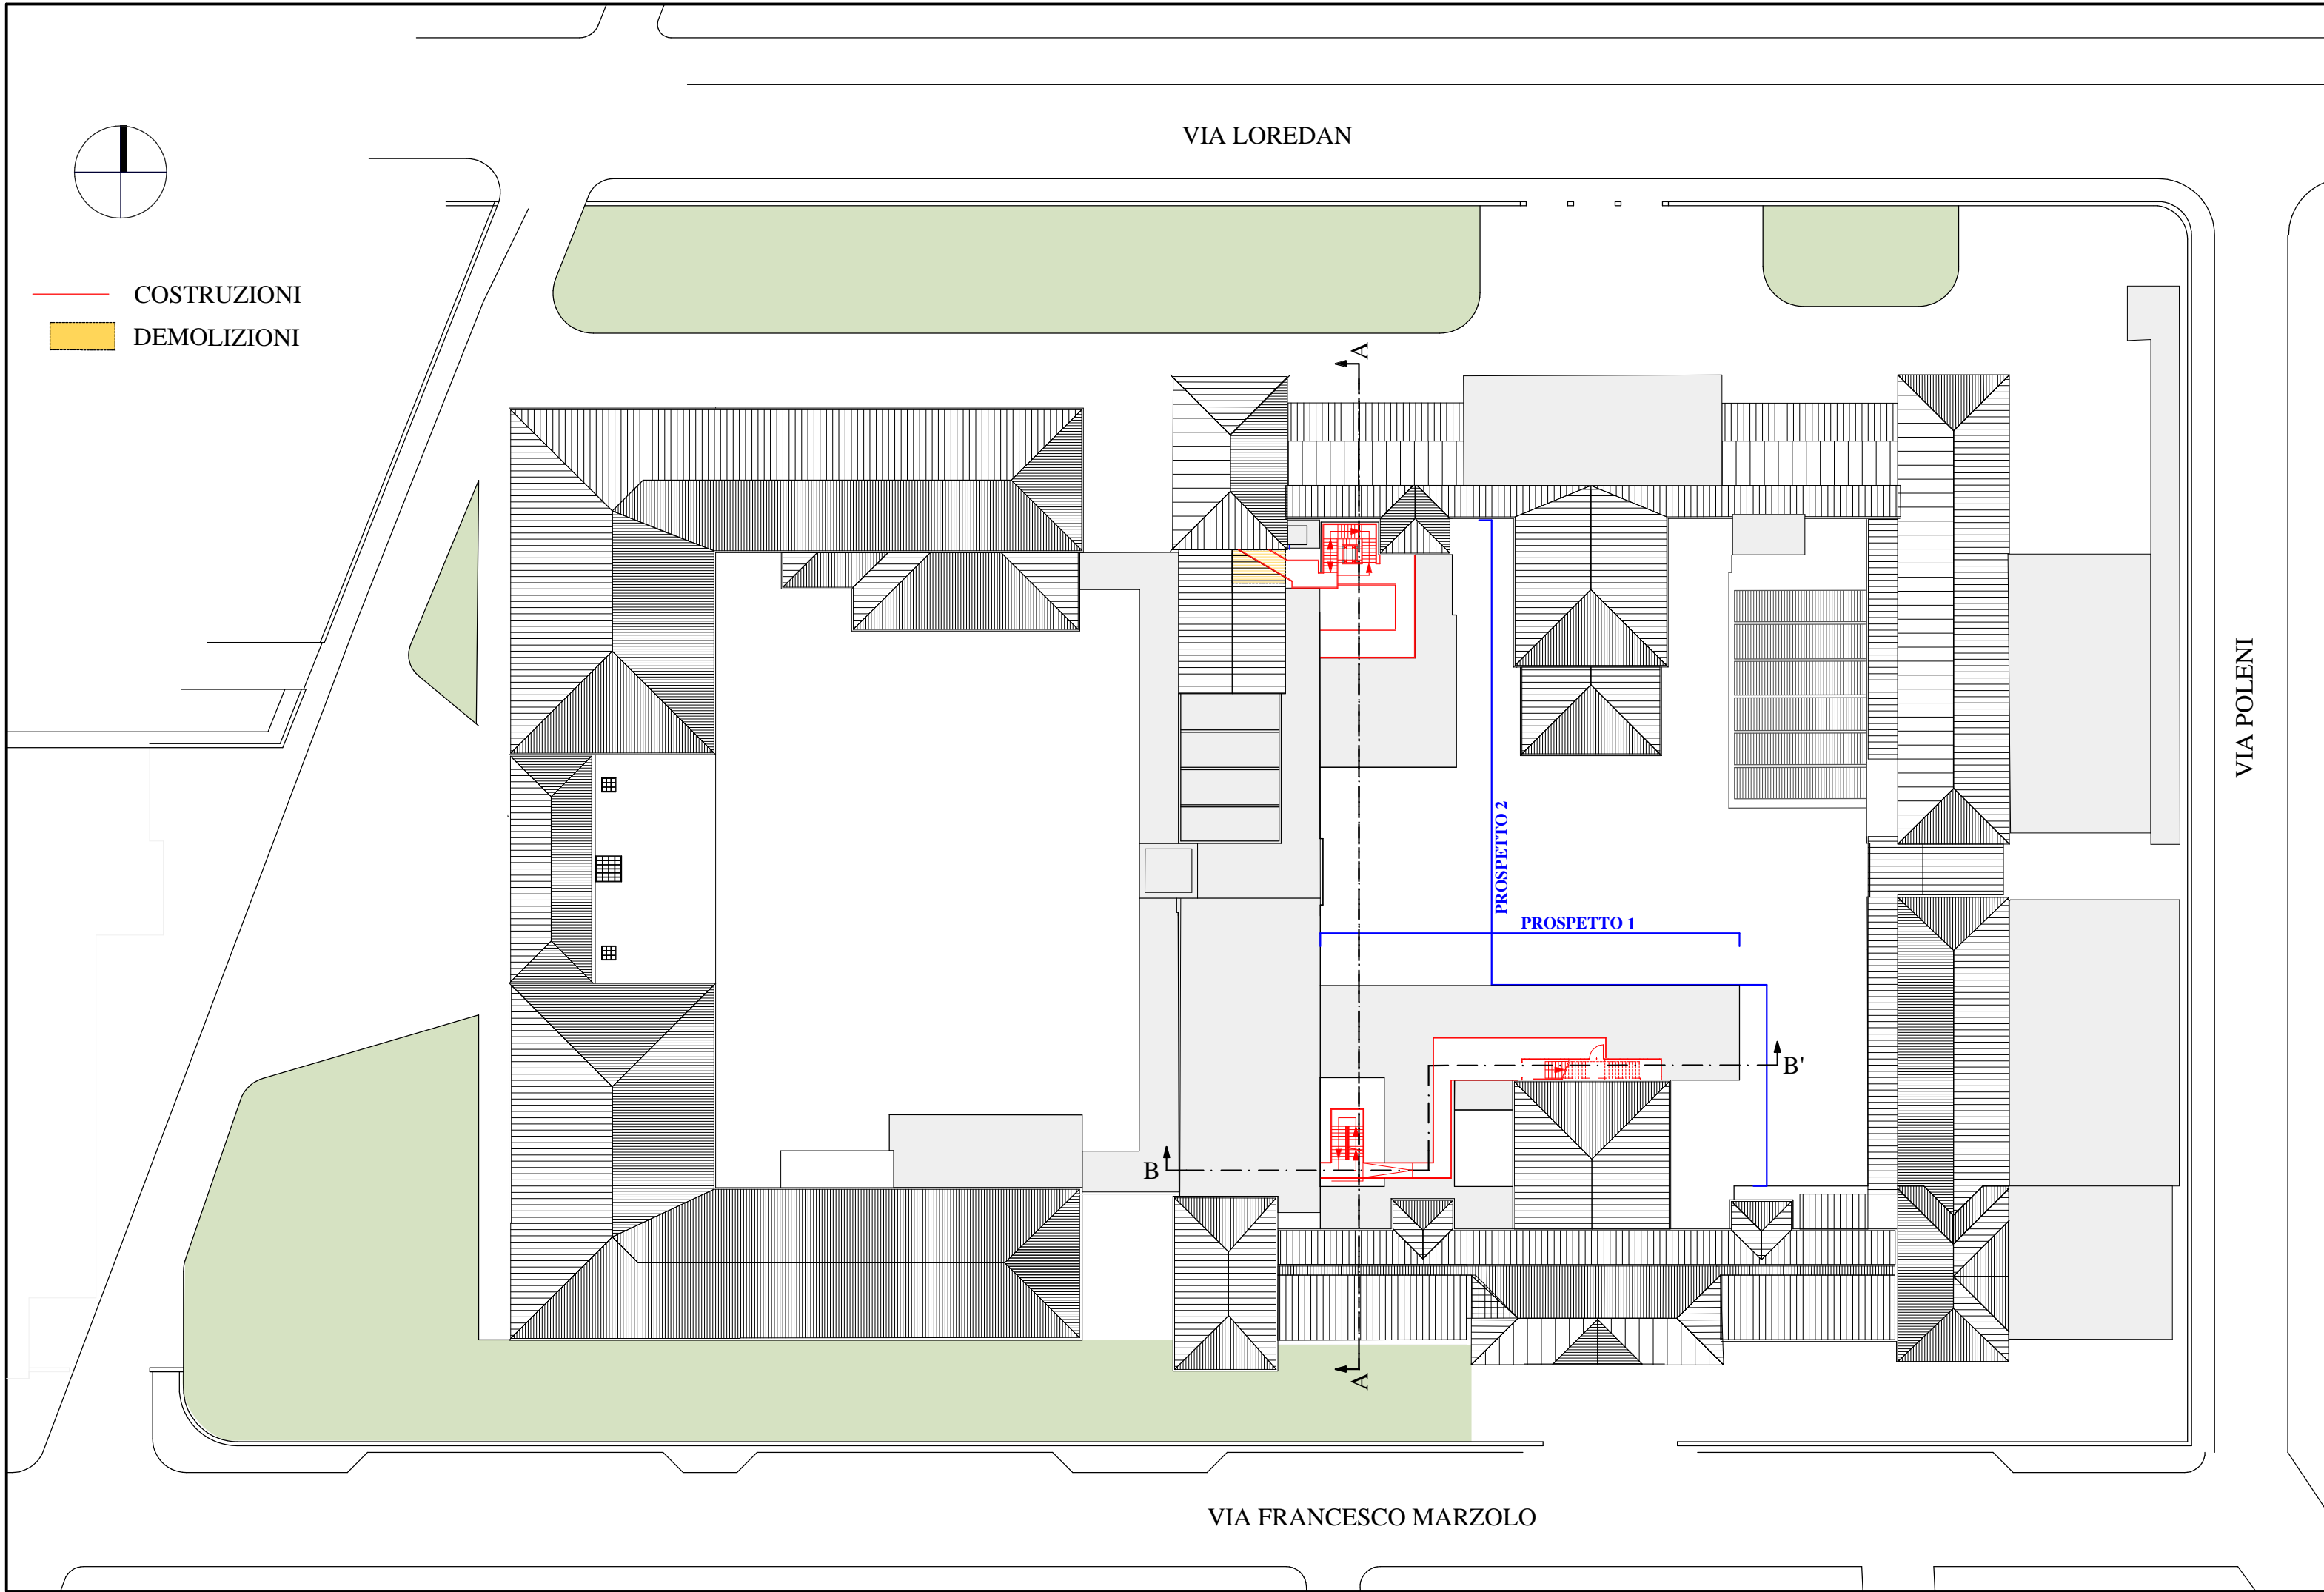 VIA LOREDAN
COSTRUZIONI
DEMOLIZIONI
A
VIA POLENI
PROSPETTO 2
PROSPETTO 1
B'
B
A
VIA FRANCESCO MARZOLO